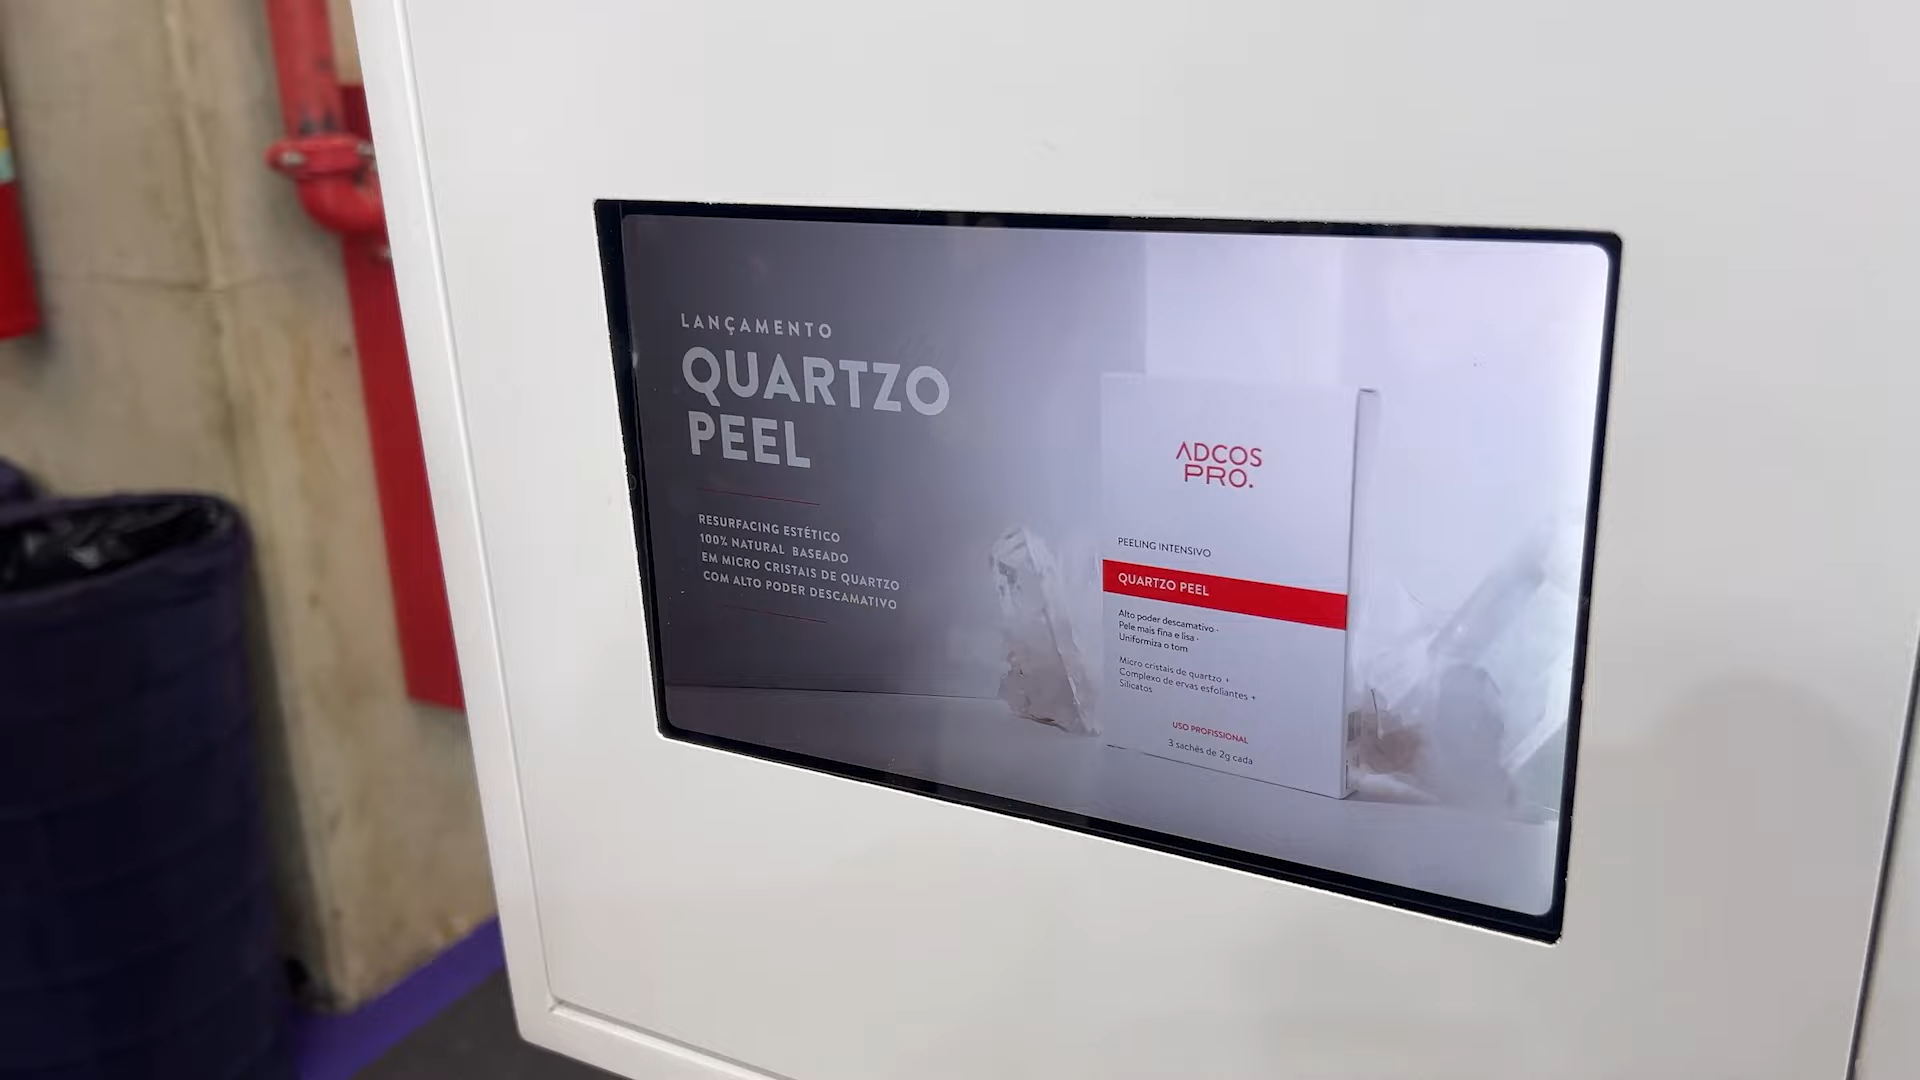 LANÇAMENTO
QUARTZO
PEEL
RESURFACING ESTÉTICO
100% NATURAL BASEADO
EM MICRO CRISTAIS DE QUARTZO
COM ALTO PODER DESCAMATIVO
ADCOS
PRO.
PEELING INTENSIVO
QUARTZO PEEL
Alto poder descamativo ·
Pele mais fina e lisa ·
Uniformiza o tom
Micro cristais de quartzo +
Complexo de ervas esfoliantes +
Silicatos
USO PROFISSIONAL
3 sachês de 2g cada